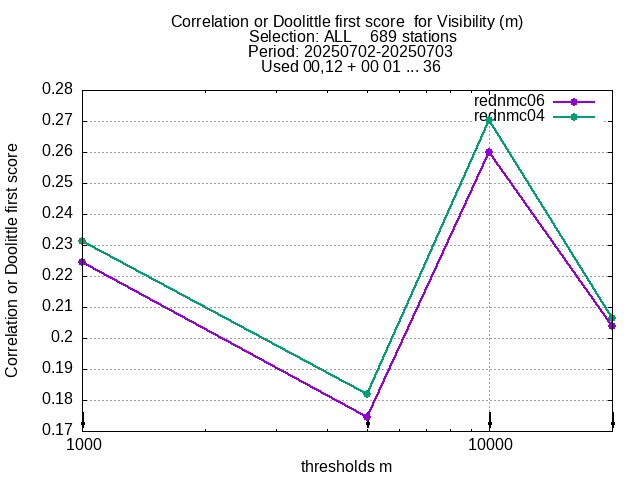 Correlation or Doolittle first score  for Visibility (m)
Selection: ALL    689 stations
Period: 20250702-20250703
Used 00,12 + 00 01 ... 36
rednmc06
rednmc04
Correlation or Doolittle first score
0.28
0.27
0.26
0.25
0.24
0.23
0.22
0.21
0.2
0.19
0.18
0.17
1000
10000
thresholds m